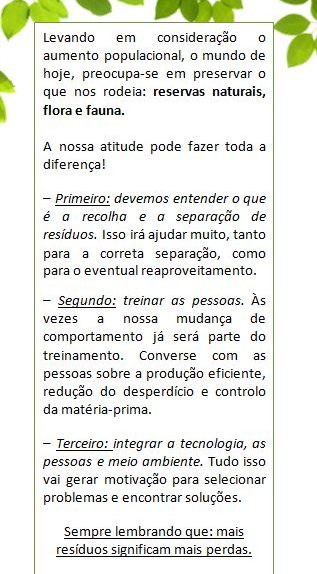 Levando em consideração o
aumento populacional, o mundo de
hoje, preocupa-se em preservar o
que nos rodeia: reservas naturais,
flora e fauna.
A nossa atitude pode fazer toda a
diferença!
– Primeiro: devemos entender o que
é a recolha e a separação de
resíduos. Isso irá ajudar muito, tanto
para a correta separação, como
para o eventual reaproveitamento.
– Segundo: treinar as pessoas. Às
vezes a nossa mudança de
comportamento já será parte do
treinamento. Converse com as
pessoas sobre a produção eficiente,
redução do desperdício e controlo
da matéria-prima.
– Terceiro: integrar a tecnologia, as
pessoas e meio ambiente. Tudo isso
vai gerar motivação para selecionar
problemas e encontrar soluções.
Sempre lembrando que: mais
resíduos significam mais perdas.